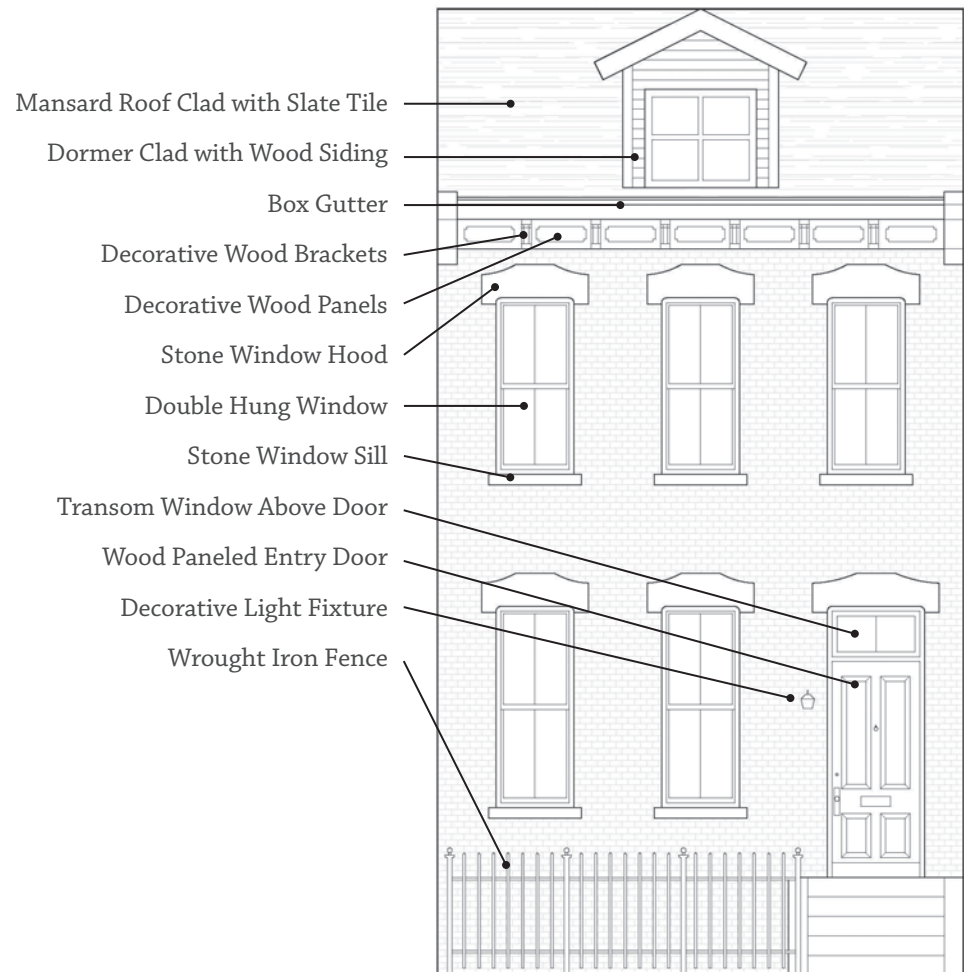 Mansard Roof Clad with Slate Tile
Dormer Clad with Wood Siding
Box Gutter
Decorative Wood Brackets
Decorative Wood Panels
Stone Window Hood
Double Hung Window
Stone Window Sill
Transom Window Above Door
Wood Paneled Entry Door
Decorative Light Fixture
Wrought Iron Fence